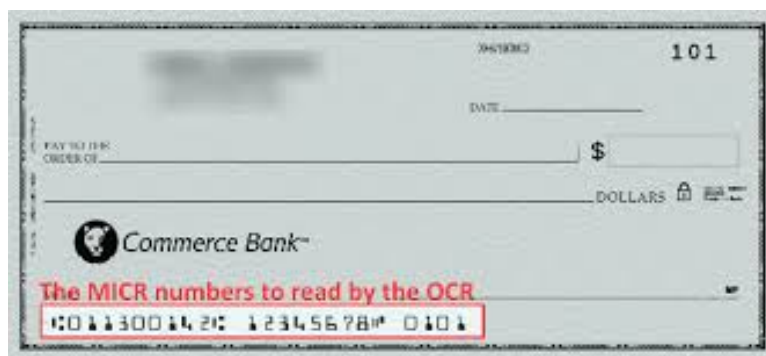 101
DATE
PAY TO THE
ORDER OF
$
DOLLARS
Commerce Bank
The MICR numbers to read by the OCR
⑆011300142⑆ 12345678⑈ 0101